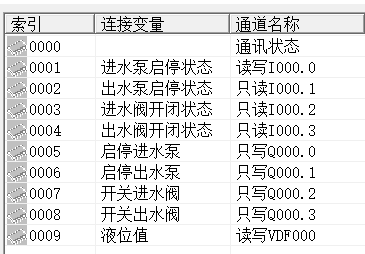 索引 连接变量 通道名称
0000 通讯状态
0001 进水泵启停状态 读写I000.0
0002 出水泵启停状态 只读I000.1
0003 进水阀开闭状态 只读I000.2
0004 出水阀开闭状态 只读I000.3
0005 启停进水泵 只写Q000.0
0006 启停出水泵 只写Q000.1
0007 开关进水阀 只写Q000.2
0008 开关出水阀 只写Q000.3
0009 液位值 读写VDF000